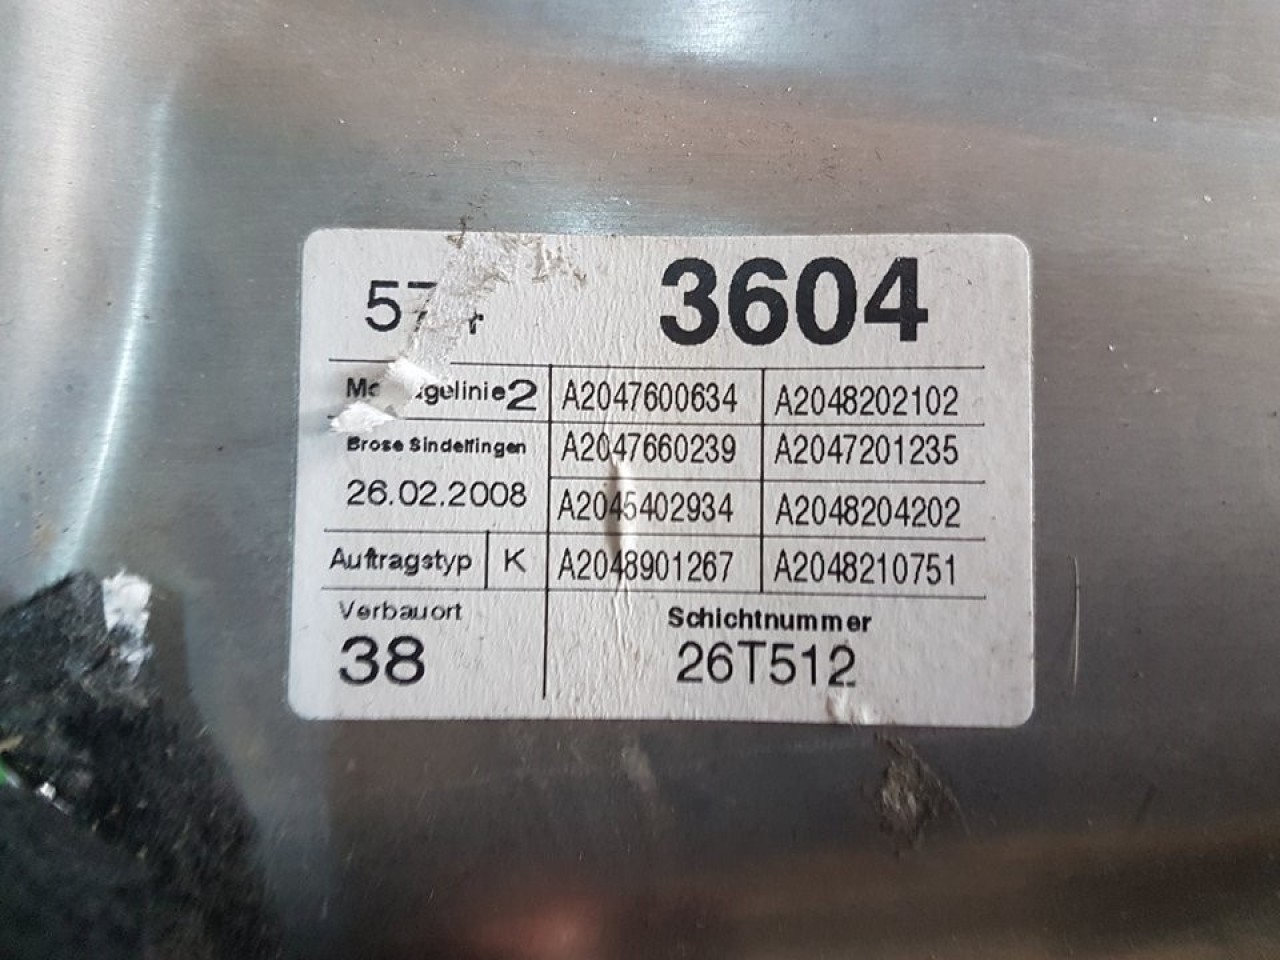 3604
2 A2047600634 A2048202102
Brose Sindelfingen A2047660239 A2047201235
26.02.2008 A2045402934 A2048204202
Auftragstyp K A2048901267 A2048210751
Verbauort Schichtnummer
38 26T512